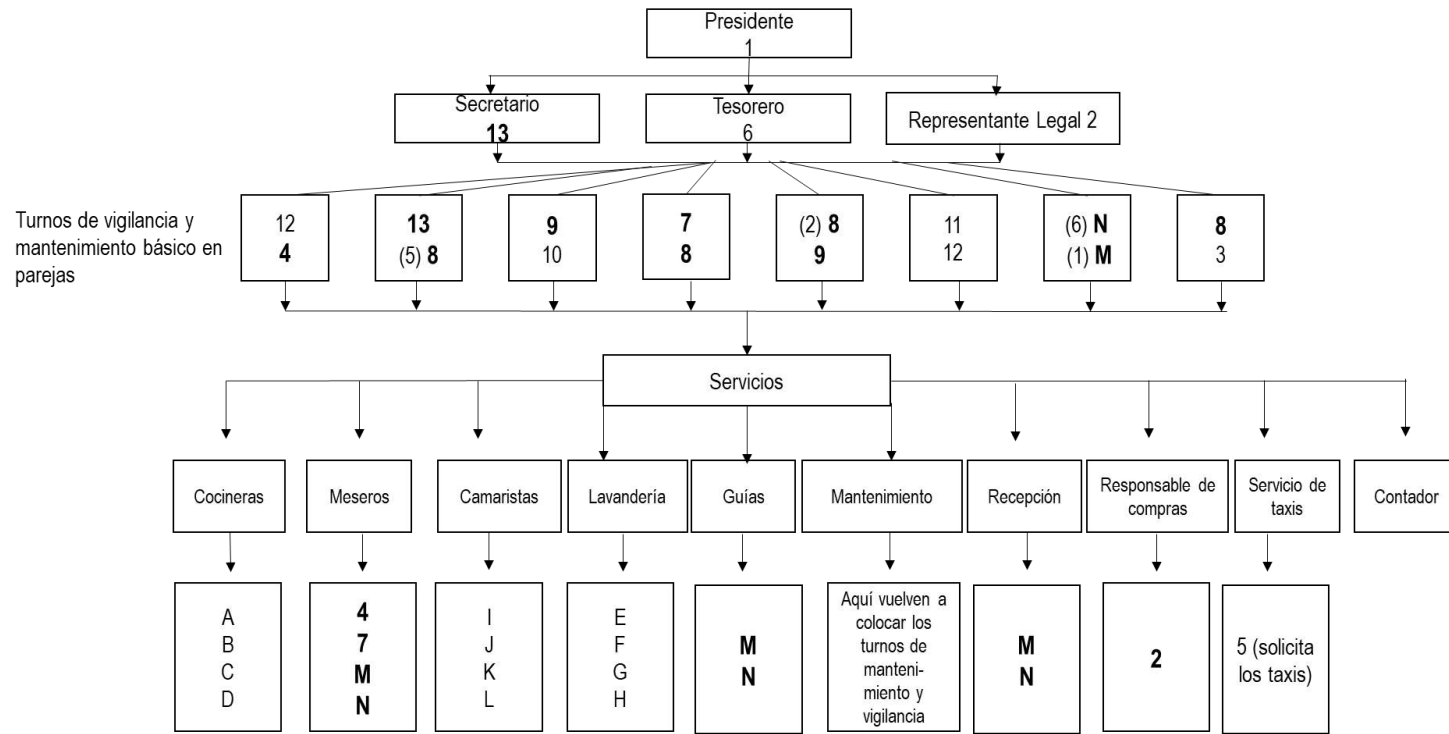 Presidente
1
Secretario
13
Tesorero
6
Representante Legal 2
Turnos de vigilancia y
mantenimiento básico en
parejas
12
4
13
(5) 8
9
10
7
8
(2) 8
9
11
12
(6) N
(1) M
8
3
Servicios
Cocineras
Meseros
Camaristas
Lavandería
Guías
Mantenimiento
Recepción
Responsable de
compras
Servicio de
taxis
Contador
A
B
C
D
4
7
M
N
I
J
K
L
E
F
G
H
M
N
Aquí vuelven a
colocar los
turnos de
manteni-
miento y
vigilancia
M
N
2
5 (solicita
los taxis)